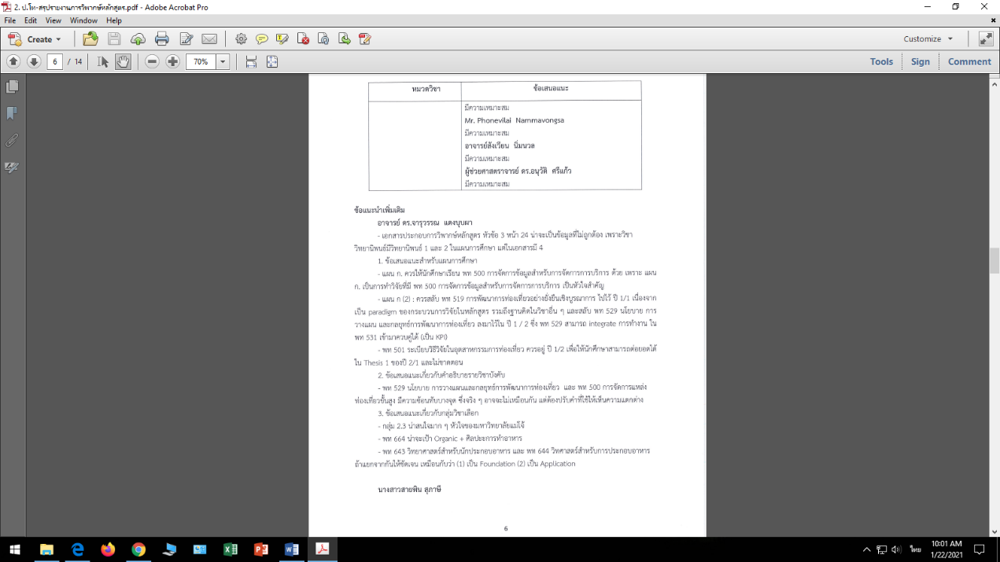 2. ป.โท-สรุปรายงานการวิพากษ์หลักสูตร.pdf - Adobe Acrobat Pro
File Edit View Window Help
Create Customize
6 / 14 70% Tools Sign Comment
หมวดวิชา ข้อเสนอแนะ
มีความเหมาะสม
Mr. Phonevilai Nammavongsa
มีความเหมาะสม
อาจารย์สังเวียน นิ่มนวล
มีความเหมาะสม
ผู้ช่วยศาสตราจารย์ ดร.อนุวัติ ศรีแก้ว
มีความเหมาะสม
ข้อแนะนำเพิ่มเติม
อาจารย์ ดร.จารุวรรณ แดงบุบผา
- เอกสารประกอบการวิพากษ์หลักสูตร หัวข้อ 3 หน้า 24 น่าจะเป็นข้อมูลที่ไม่ถูกต้อง เพราะวิชา
วิทยานิพนธ์มีวิทยานิพนธ์ 1 และ 2 ในแผนการศึกษา แต่ในเอกสารมี 4
1. ข้อเสนอแนะสำหรับแผนการศึกษา
- แผน ก. ควรให้นักศึกษาเรียน พท 500 การจัดการข้อมูลสำหรับการจัดการการบริการ ด้วย เพราะ แผน
ก. เป็นการทำวิจัยที่มี พท 500 การจัดการข้อมูลสำหรับการจัดการการบริการ เป็นหัวใจสำคัญ
- แผน ก (2) : ควรสลับ พท 519 การพัฒนาการท่องเที่ยวอย่างยั่งยืนเชิงบูรณาการ ไปไว้ ปี 1/1 เนื่องจาก
เป็น paradigm ของกระบวนการวิจัยในหลักสูตร รวมถึงฐานคิดในวิชาอื่น ๆ และสลับ พท 529 นโยบาย การ
วางแผน และกลยุทธ์การพัฒนาการท่องเที่ยว ลงมาไว้ใน ปี 1 / 2 ซึ่ง พท 529 สามารถ integrate การทำงาน ใน
พท 531 เข้ามาควบคู่ได้ (เป็น KPI)
- พท 501 ระเบียบวิธีวิจัยในอุตสาหกรรมการท่องเที่ยว ควรอยู่ ปี 1/2 เพื่อให้นักศึกษาสามารถต่อยอดได้
ใน Thesis 1 ของปี 2/1 และไม่ขาดตอน
2. ข้อเสนอแนะเกี่ยวกับคำอธิบายรายวิชาบังคับ
- พท 529 นโยบาย การวางแผนและกลยุทธ์การพัฒนาการท่องเที่ยว และ พท 500 การจัดการแหล่ง
ท่องเที่ยวชั้นสูง มีความซ้อนทับบางจุด ซึ่งจริง ๆ อาจจะไม่เหมือนกัน แต่ต้องปรับคำที่ใช้ให้เห็นความแตกต่าง
3. ข้อเสนอแนะเกี่ยวกับกลุ่มวิชาเลือก
- กลุ่ม 2.3 น่าสนใจมาก ๆ หัวใจของมหาวิทยาลัยแม่โจ้
- พท 664 น่าจะเป้า Organic + ศิลปะะการทำอาหาร
- พท 643 วิทยาศาสตร์สำหรับนักประกอบอาหาร และ พท 644 วิทศาสตร์สำหรับการประกอบอาหาร
ถ้าแยกจากกันให้ชัดเจน เหมือนกับว่า (1) เป็น Foundation (2) เป็น Application
นางสาวสายพิน สุภาษี
6
ไทย 10:01 AM
1/22/2021